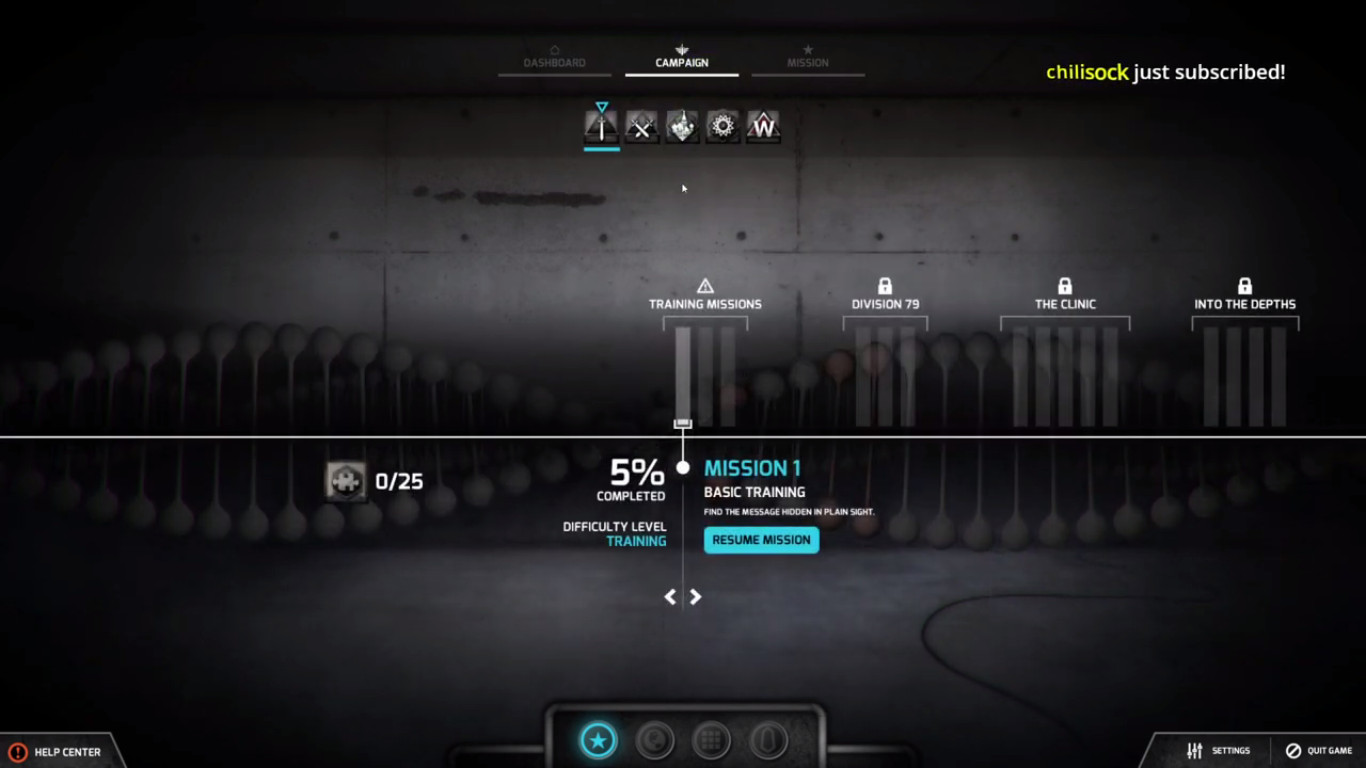 DASHBOARD
CAMPAIGN
MISSION
chilisock just subscribed!
W
TRAINING MISSIONS
DIVISION 79
THE CLINIC
INTO THE DEPTHS
0/25
5%
COMPLETED
DIFFICULTY LEVEL
TRAINING
MISSION 1
BASIC TRAINING
FIND THE MESSAGE HIDDEN IN PLAIN SIGHT.
RESUME MISSION
HELP CENTER
SETTINGS
QUIT GAME